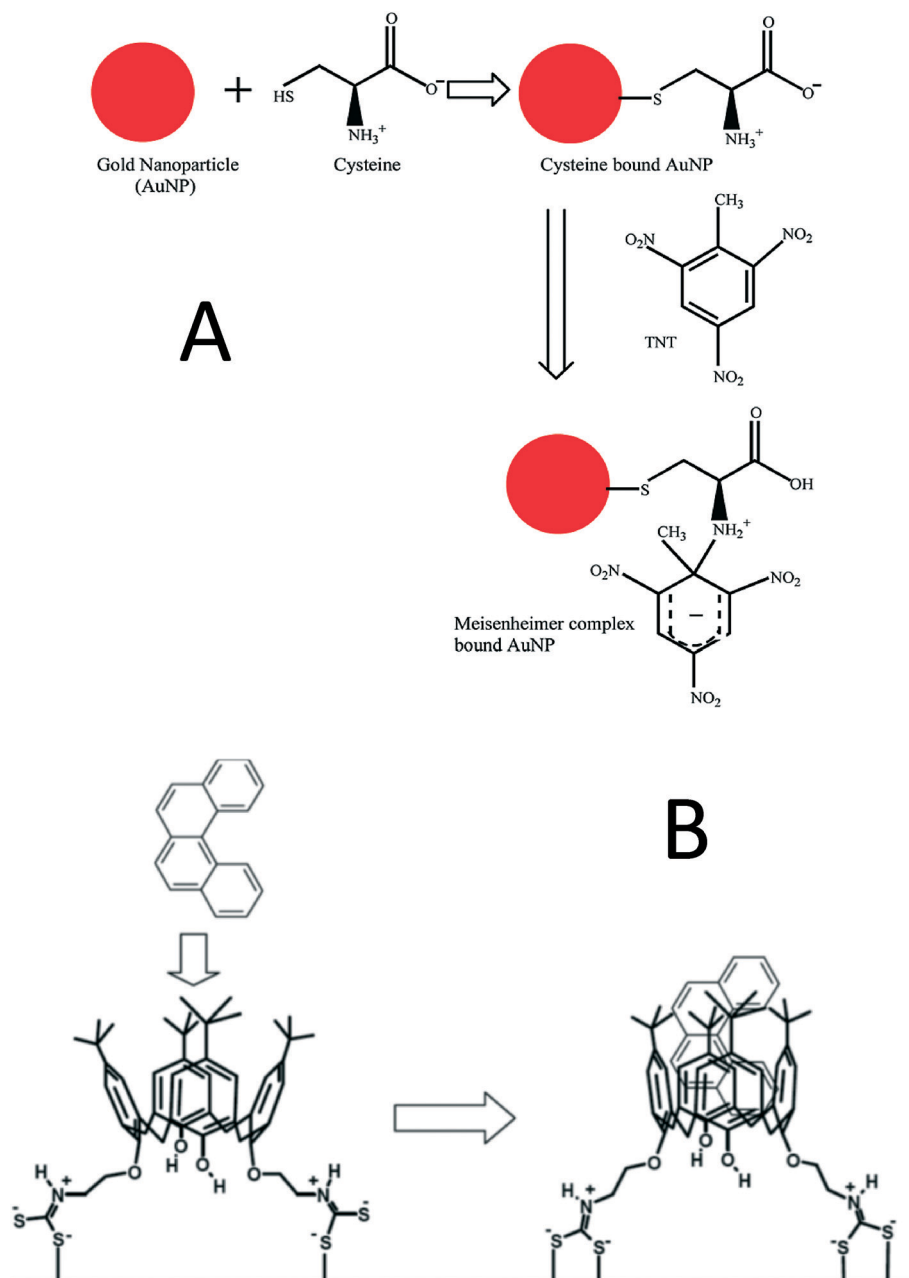 O
+
HS
O⁻
NH₃⁺
Gold Nanoparticle
(AuNP)
Cysteine
O
S
O⁻
NH₃⁺
Cysteine bound AuNP
CH₃
O₂N
NO₂
TNT
NO₂
A
O
S
OH
NH₂⁺
CH₃
O₂N
NO₂
−
Meisenheimer complex
bound AuNP
NO₂
B
H
N
+
O
O
H
O
H
O
+
N
H
S
S⁻
S⁻
S⁻
H
N
+
O
O
H
O
H
O
+
N
H
⁻S
S⁻
⁻S
S⁻